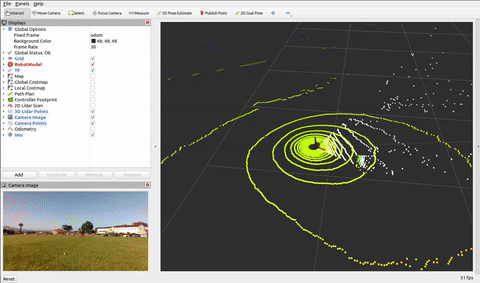 File Panels Help
Interact Move Camera Select Focus Camera Measure 2D Pose Estimate Publish Point 2D Goal Pose
Displays
Global Options
Fixed Frame odom
Background Color 48; 48; 48
Frame Rate 30
Global Status: Ok
Grid
RobotModel
TF
Map
Global Costmap
Local Costmap
Path Plan
Controller Footprint
2D Lidar Scan
3D Lidar Points
Camera Image
Camera Points
Odometry
Imu
Add Duplicate Remove Rename
Camera Image
Reset
31 fps